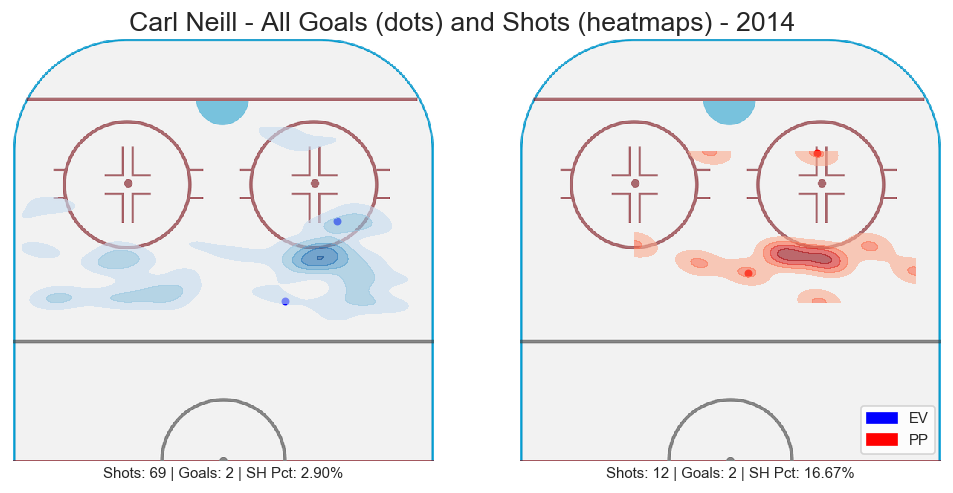 Carl Neill - All Goals (dots) and Shots (heatmaps) - 2014
EV
PP
Shots: 69 | Goals: 2 | SH Pct: 2.90%
Shots: 12 | Goals: 2 | SH Pct: 16.67%